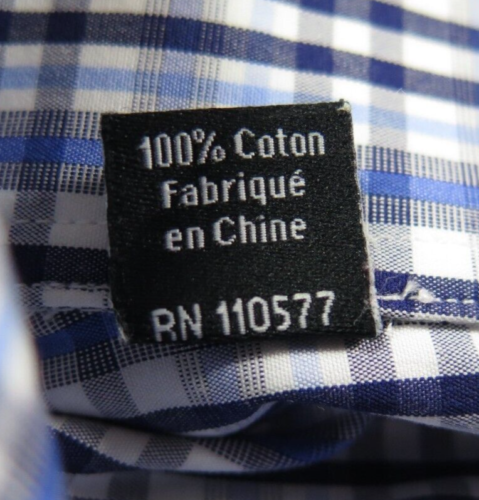 100% Coton
Fabriqué
en Chine
RN 110577